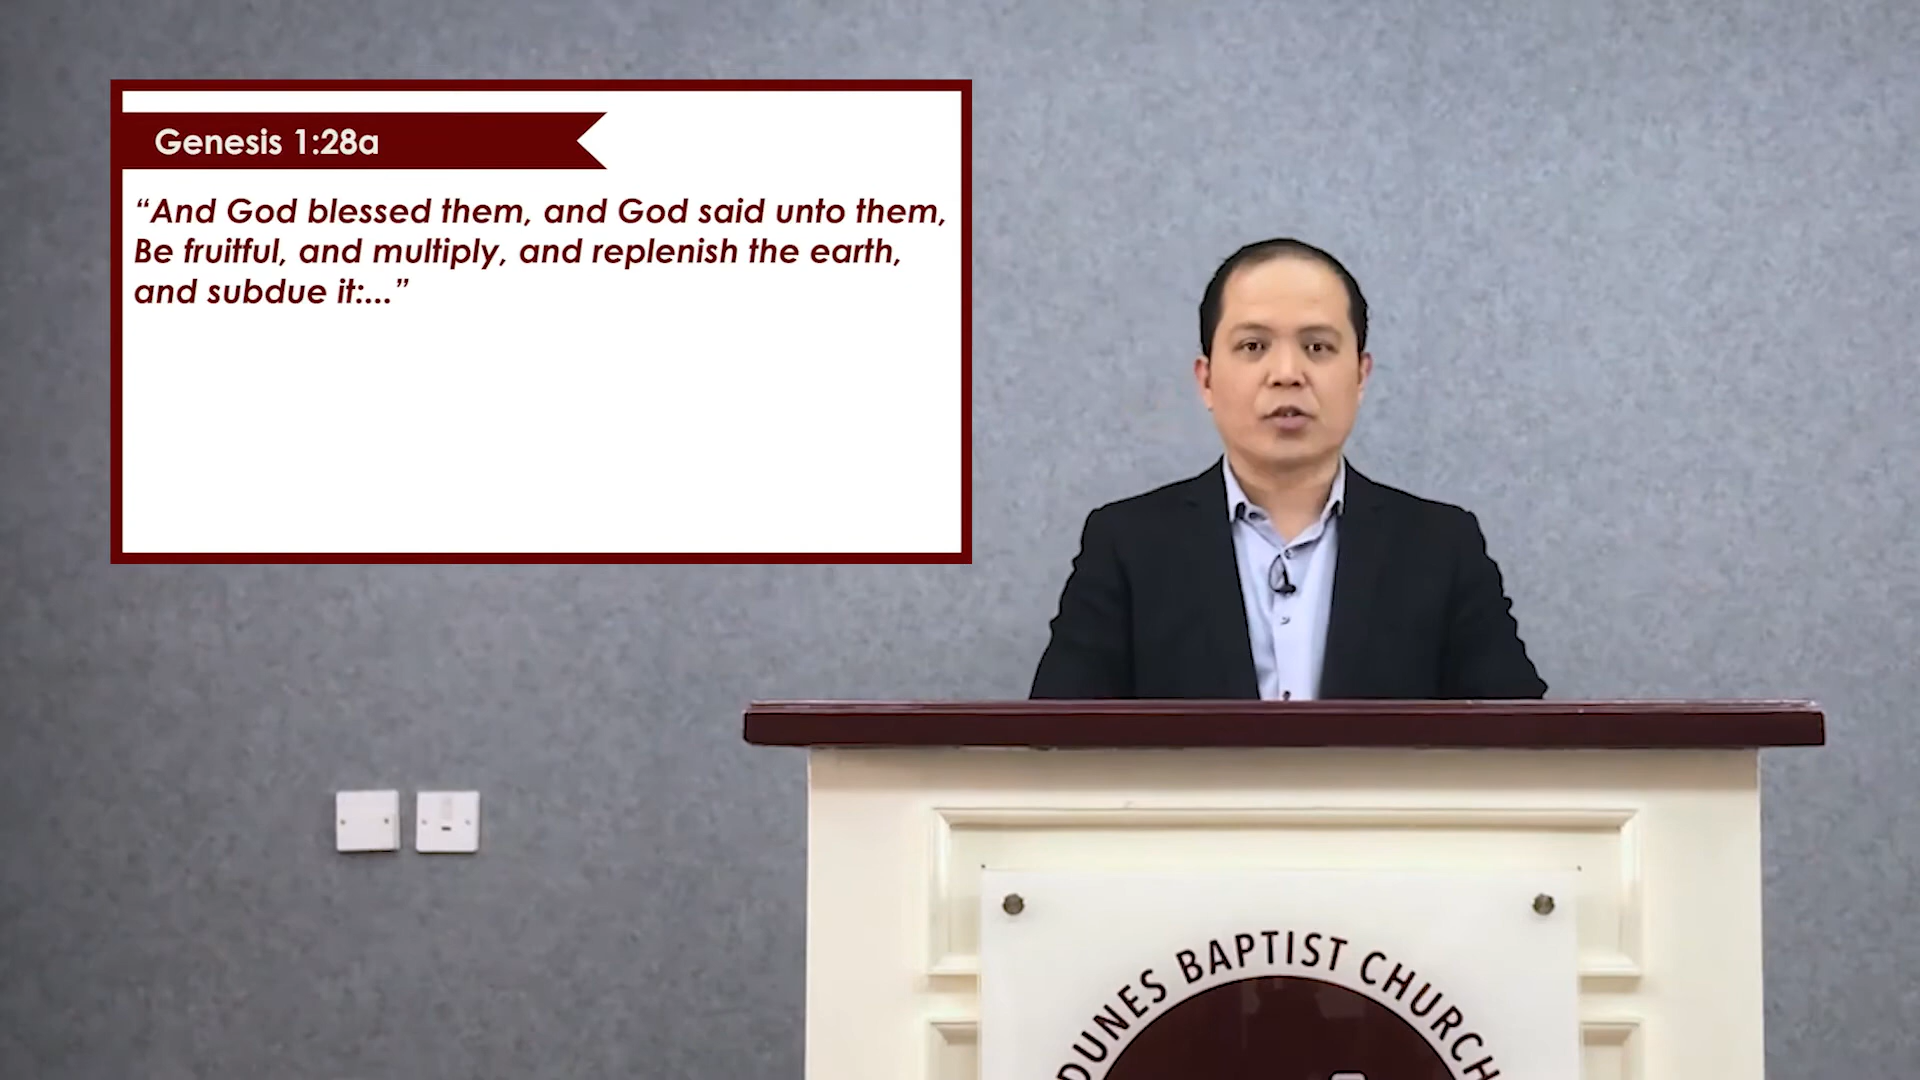 Genesis 1:28a
“And God blessed them, and God said unto them,
Be fruitful, and multiply, and replenish the earth,
and subdue it:...”
DUNES BAPTIST CHURCH